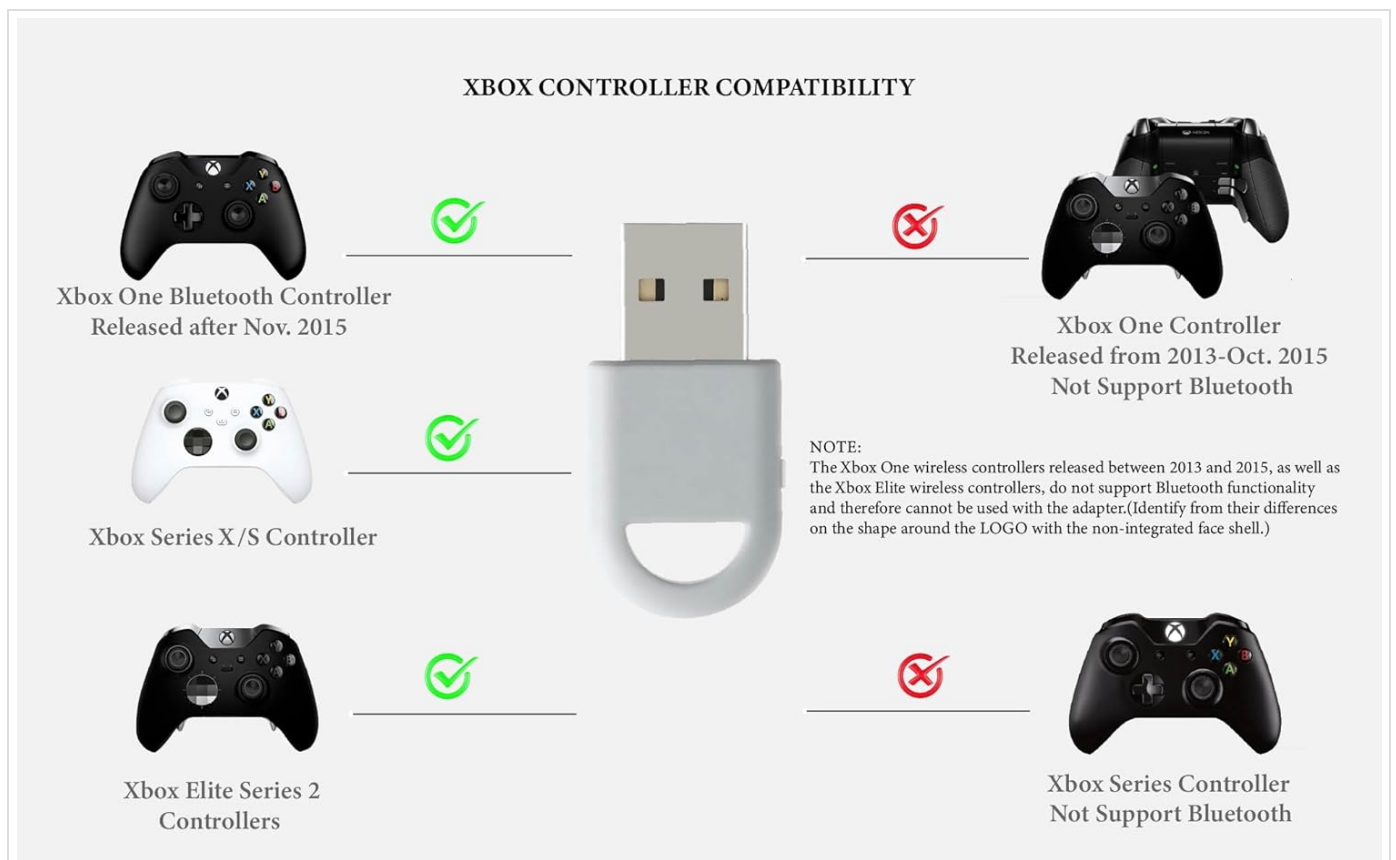 XBOX CONTROLLER COMPATIBILITY
Xbox One Bluetooth Controller
Released after Nov. 2015
Xbox One Controller
Released from 2013-Oct. 2015
Not Support Bluetooth
Xbox Series X/S Controller
NOTE:
The Xbox One wireless controllers released between 2013 and 2015, as well as
the Xbox Elite wireless controllers, do not support Bluetooth functionality
and therefore cannot be used with the adapter.(Identify from their differences
on the shape around the LOGO with the non-integrated face shell.)
Xbox Elite Series 2
Controllers
Xbox Series Controller
Not Support Bluetooth